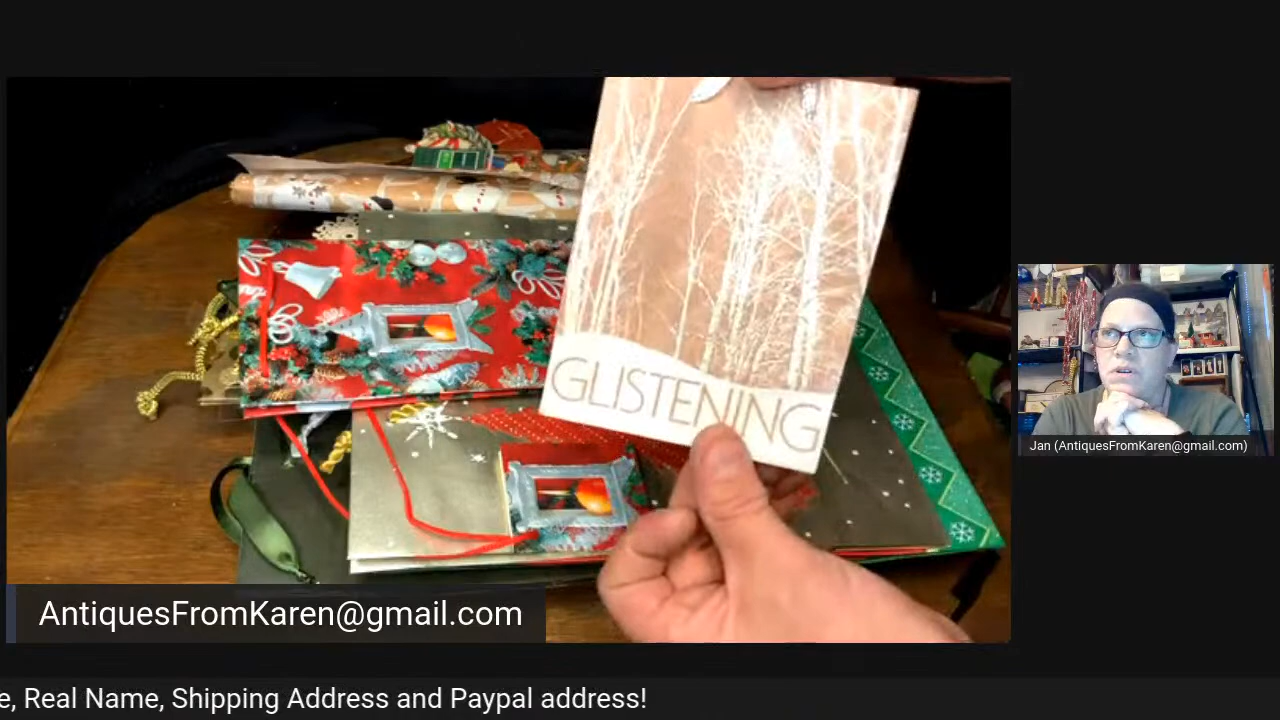 GLISTENING
Jan (AntiquesFromKaren@gmail.com)
AntiquesFromKaren@gmail.com
e, Real Name, Shipping Address and Paypal address!